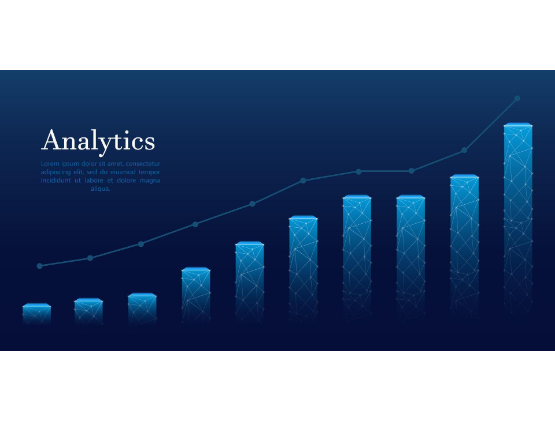 Analytics
Lorem ipsum dolor sit amet, consectetur
adipiscing elit, sed do eiusmod tempor
incididunt ut labore et dolore magna
aliqua.